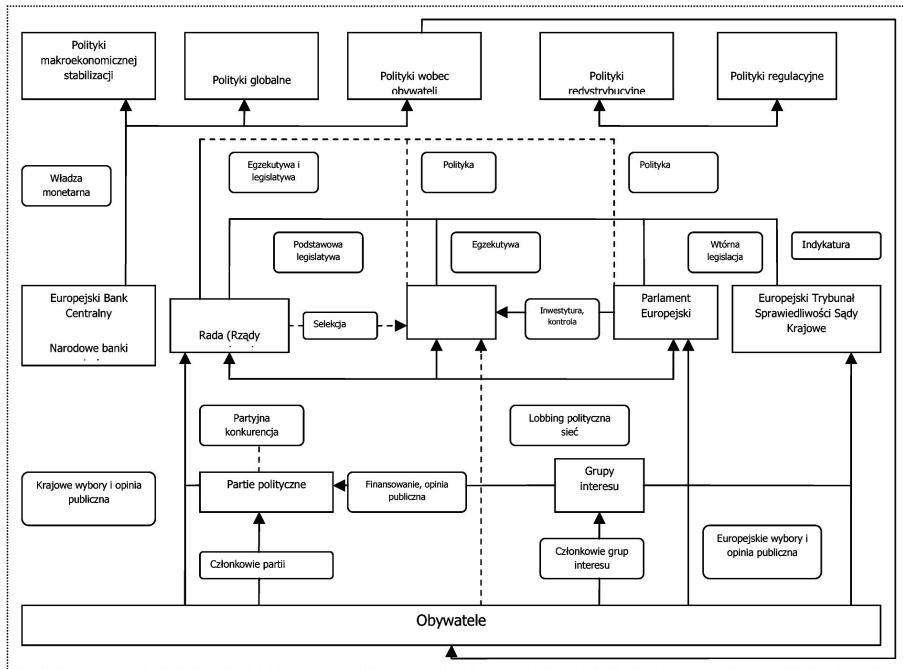 Polityki
makroekonomicznej
stabilizacji
Polityki globalne
Polityki wobec
obywateli
Polityki
redystrybucyjne
Polityki regulacyjne
Władza
monetarna
Egzekutywa i
legislatywa
Polityka
Polityka
Podstawowa
legislatywa
Egzekutywa
Wtórna
legislacja
Indykatura
Europejski Bank
Centralny
Narodowe banki
Rada (Rządy
Selekcja
Inwestytura,
kontrola
Parlament
Europejski
Europejski Trybunał
Sprawiedliwości Sądy
Krajowe
Partyjna
konkurencja
Lobbing polityczna
sieć
Krajowe wybory i opinia
publiczna
Partie polityczne
Finansowanie, opinia
publiczna
Grupy
interesu
Członkowie partii
Członkowie grup
interesu
Europejskie wybory i
opinia publiczna
Obywatele